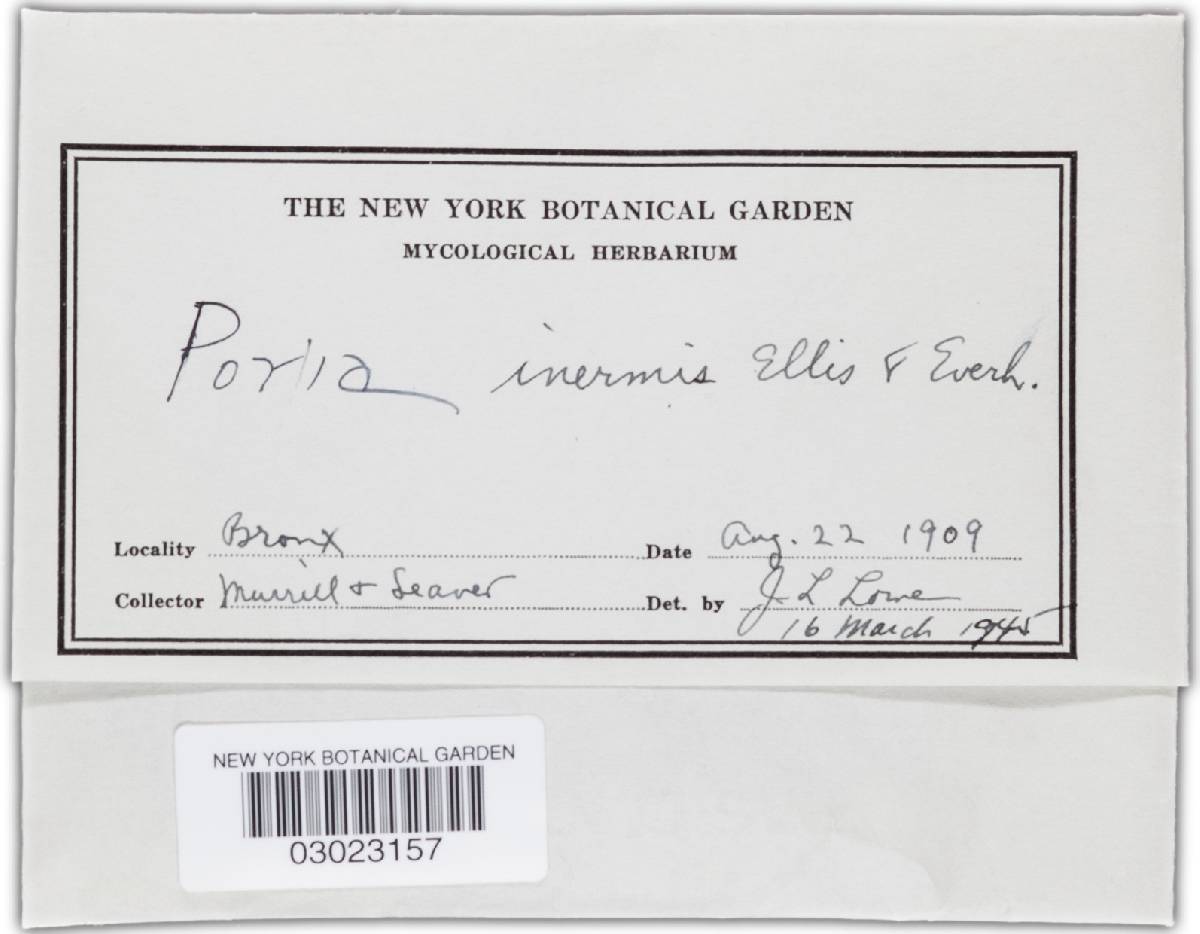 THE NEW YORK BOTANICAL GARDEN
MYCOLOGICAL HERBARIUM
Poria inermis Ellis & Everh.
Locality Bronx Date Aug. 22 1909
Collector Murrill & Seaver Det. by J L Lowe
16 March 1945
NEW YORK BOTANICAL GARDEN
03023157